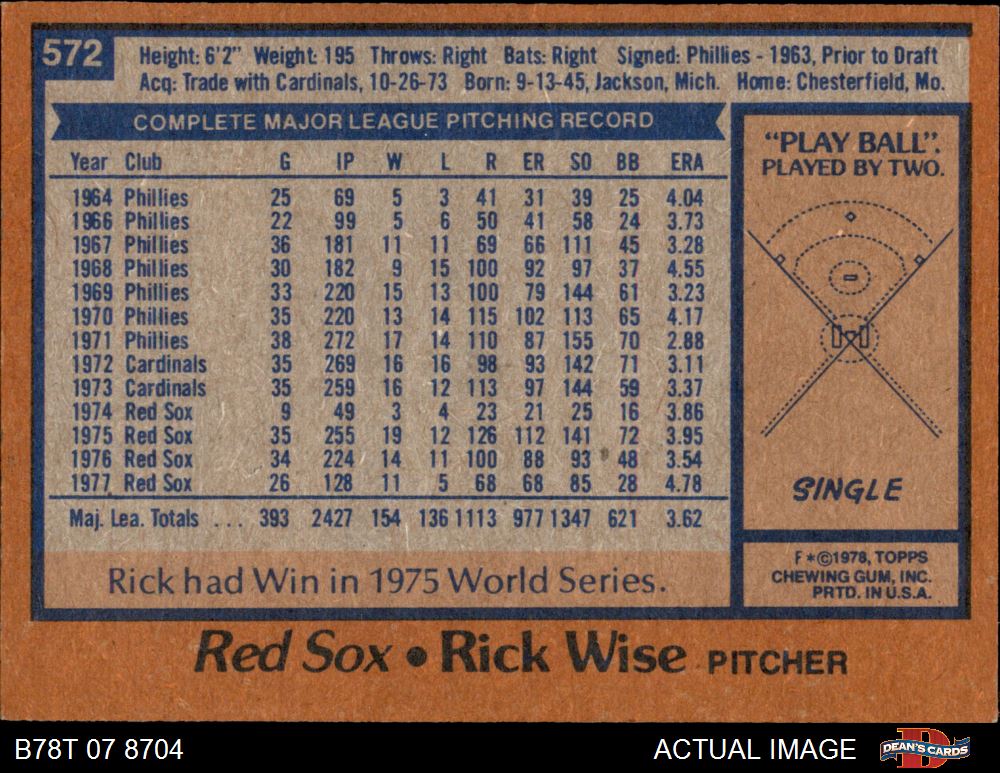 572
Height: 6'2" Weight: 195 Throws: Right Bats: Right Signed: Phillies - 1963, Prior to Draft
Acq: Trade with Cardinals, 10-26-73 Born: 9-13-45, Jackson, Mich. Home: Chesterfield, Mo.
COMPLETE MAJOR LEAGUE PITCHING RECORD
Year Club G IP W L R ER SO BB ERA
1964 Phillies 25 69 5 3 41 31 39 25 4.04
1966 Phillies 22 99 5 6 50 41 58 24 3.73
1967 Phillies 36 181 11 11 69 66 111 45 3.28
1968 Phillies 30 182 9 15 100 92 97 37 4.55
1969 Phillies 33 220 15 13 100 79 144 61 3.23
1970 Phillies 35 220 13 14 115 102 113 65 4.17
1971 Phillies 38 272 17 14 110 87 155 70 2.88
1972 Cardinals 35 269 16 16 98 93 142 71 3.11
1973 Cardinals 35 259 16 12 113 97 144 59 3.37
1974 Red Sox 9 49 3 4 23 21 25 16 3.86
1975 Red Sox 35 255 19 12 126 112 141 72 3.95
1976 Red Sox 34 224 14 11 100 88 93 48 3.54
1977 Red Sox 26 128 11 5 68 68 85 28 4.78
Maj. Lea. Totals ... 393 2427 154 136 1113 977 1347 621 3.62
Rick had Win in 1975 World Series.
"PLAY BALL".
PLAYED BY TWO.
SINGLE
F*©1978, TOPPS
CHEWING GUM, INC.
PRTD. IN U.S.A.
Red Sox • Rick Wise PITCHER
B78T 07 8704
ACTUAL IMAGE
DEAN'S CARDS